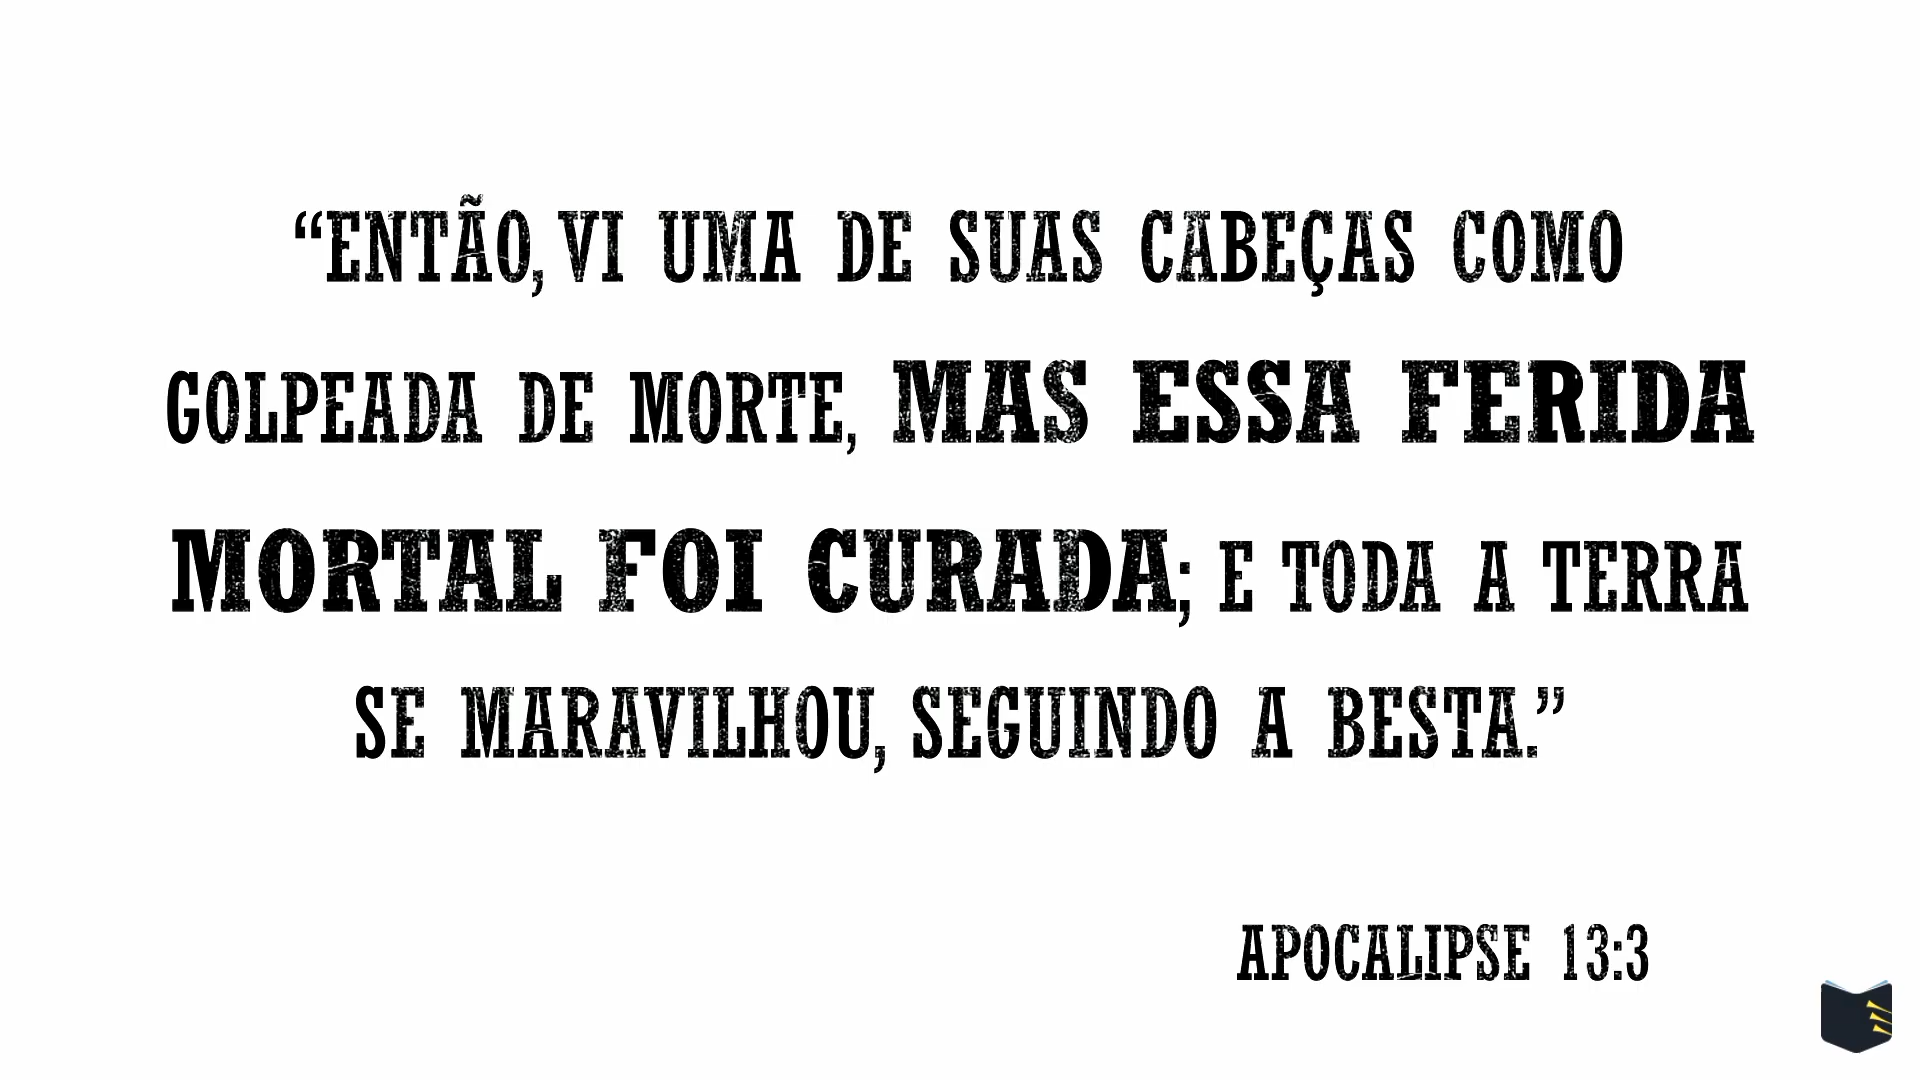 “ENTÃO, VI UMA DE SUAS CABEÇAS COMO
GOLPEADA DE MORTE, MAS ESSA FERIDA
MORTAL FOI CURADA; E TODA A TERRA
SE MARAVILHOU, SEGUINDO A BESTA.”
APOCALIPSE 13:3